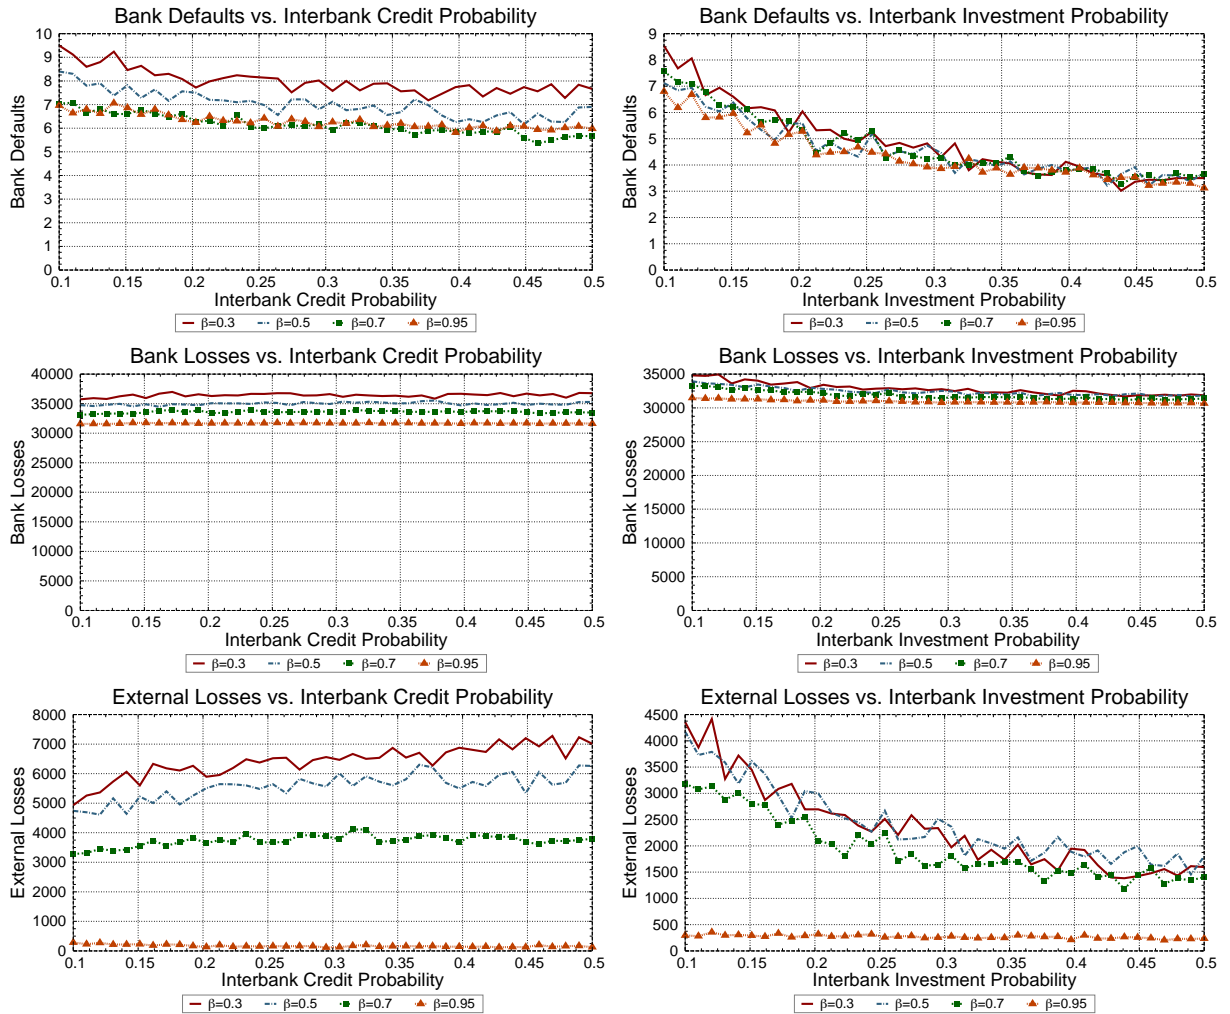 Bank Defaults vs. Interbank Credit Probability
Bank Defaults
10
9
8
7
6
5
4
3
2
1
0
0.1 0.15 0.2 0.25 0.3 0.35 0.4 0.45 0.5
Interbank Credit Probability
β=0.3 β=0.5 β=0.7 β=0.95
Bank Defaults vs. Interbank Investment Probability
Bank Defaults
9
8
7
6
5
4
3
2
1
0
0.1 0.15 0.2 0.25 0.3 0.35 0.4 0.45 0.5
Interbank Investment Probability
β=0.3 β=0.5 β=0.7 β=0.95
Bank Losses vs. Interbank Credit Probability
Bank Losses
40000
35000
30000
25000
20000
15000
10000
5000
0
0.1 0.15 0.2 0.25 0.3 0.35 0.4 0.45 0.5
Interbank Credit Probability
β=0.3 β=0.5 β=0.7 β=0.95
Bank Losses vs. Interbank Investment Probability
Bank Losses
35000
30000
25000
20000
15000
10000
5000
0
0.1 0.15 0.2 0.25 0.3 0.35 0.4 0.45 0.5
Interbank Investment Probability
β=0.3 β=0.5 β=0.7 β=0.95
External Losses vs. Interbank Credit Probability
External Losses
8000
7000
6000
5000
4000
3000
2000
1000
0
0.1 0.15 0.2 0.25 0.3 0.35 0.4 0.45 0.5
Interbank Credit Probability
β=0.3 β=0.5 β=0.7 β=0.95
External Losses vs. Interbank Investment Probability
External Losses
4500
4000
3500
3000
2500
2000
1500
1000
500
0
0.1 0.15 0.2 0.25 0.3 0.35 0.4 0.45 0.5
Interbank Investment Probability
β=0.3 β=0.5 β=0.7 β=0.95